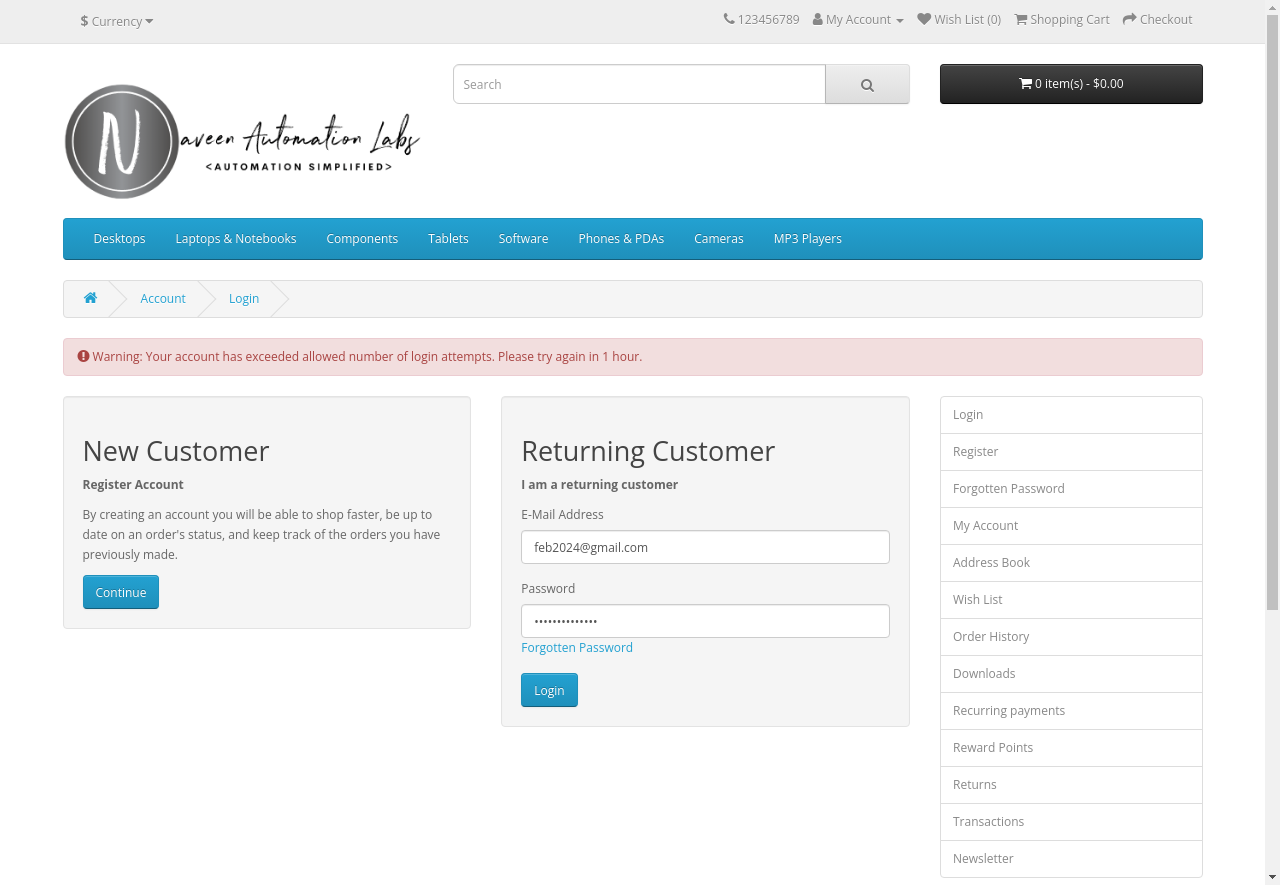 $ Currency
123456789 My Account Wish List (0) Shopping Cart Checkout
Search
0 item(s) - $0.00
N aveen Automation Labs
<AUTOMATION SIMPLIFIED>
Desktops Laptops & Notebooks Components Tablets Software Phones & PDAs Cameras MP3 Players
Account Login
Warning: Your account has exceeded allowed number of login attempts. Please try again in 1 hour.
New Customer
Register Account
By creating an account you will be able to shop faster, be up to
date on an order's status, and keep track of the orders you have
previously made.
Continue
Returning Customer
I am a returning customer
E-Mail Address
feb2024@gmail.com
Password
••••••••••••••
Forgotten Password
Login
Login
Register
Forgotten Password
My Account
Address Book
Wish List
Order History
Downloads
Recurring payments
Reward Points
Returns
Transactions
Newsletter